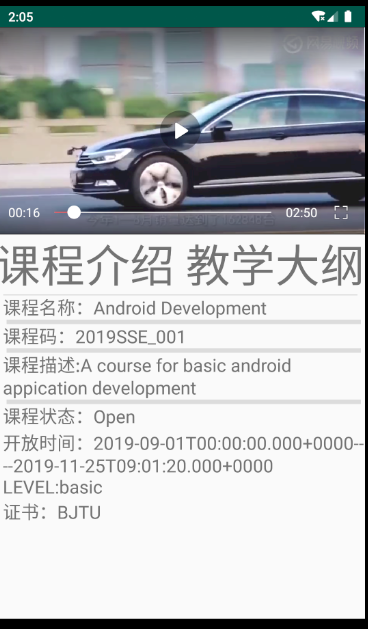 2:05
00:16
02:50
课程介绍 教学大纲
课程名称：Android Development
课程码：2019SSE_001
课程描述:A course for basic android
appication development
课程状态：Open
开放时间：2019-09-01T00:00:00.000+0000--
--2019-11-25T09:01:20.000+0000
LEVEL:basic
证书：BJTU